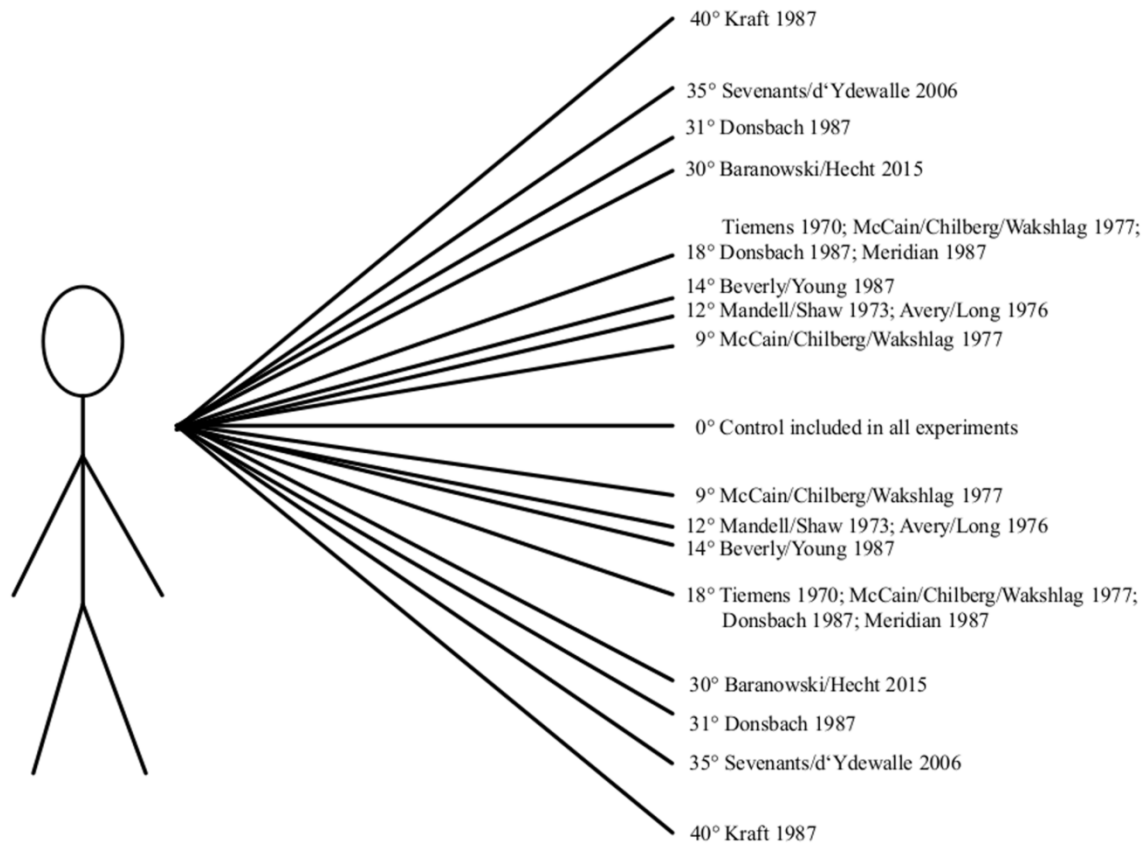 40° Kraft 1987
35° Sevenants/d‘Ydewalle 2006
31° Donsbach 1987
30° Baranowski/Hecht 2015
Tiemens 1970; McCain/Chilberg/Wakshlag 1977;
18° Donsbach 1987; Meridian 1987
14° Beverly/Young 1987
12° Mandell/Shaw 1973; Avery/Long 1976
9° McCain/Chilberg/Wakshlag 1977
0° Control included in all experiments
9° McCain/Chilberg/Wakshlag 1977
12° Mandell/Shaw 1973; Avery/Long 1976
14° Beverly/Young 1987
18° Tiemens 1970; McCain/Chilberg/Wakshlag 1977;
Donsbach 1987; Meridian 1987
30° Baranowski/Hecht 2015
31° Donsbach 1987
35° Sevenants/d‘Ydewalle 2006
40° Kraft 1987